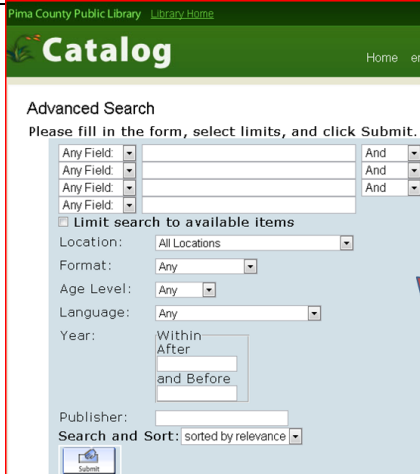 Pima County Public Library Library Home
Catalog
Home
Advanced Search
Please fill in the form, select limits, and click Submit.
Any Field: And
Any Field: And
Any Field: And
Any Field:
Limit search to available items
Location: All Locations
Format: Any
Age Level: Any
Language: Any
Year: Within
After
and Before
Publisher:
Search and Sort: sorted by relevance
Submit